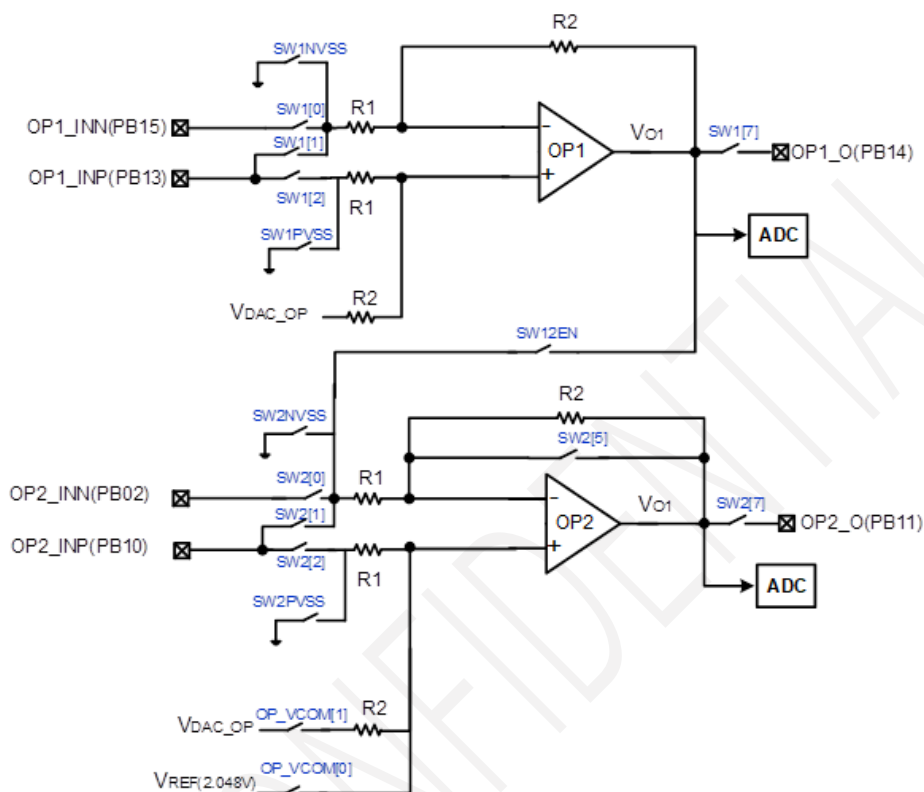 R2
SW1NVSS
SW1[0]
R1
OP1_INN(PB15)
OP1
VO1
SW1[7]
OP1_O(PB14)
SW1[1]
OP1_INP(PB13)
SW1[2]
R1
SW1PVSS
ADC
VDAC_OP
R2
SW12EN
R2
SW2NVSS
SW2[5]
SW2[0]
R1
OP2_INN(PB02)
VO1
SW2[7]
OP2
OP2_O(PB11)
SW2[1]
OP2_INP(PB10)
SW2[2]
R1
ADC
SW2PVSS
R2
VDAC_OP
OP_VCOM[1]
OP_VCOM[0]
VREF(2.048V)
ONFIDENTIAL